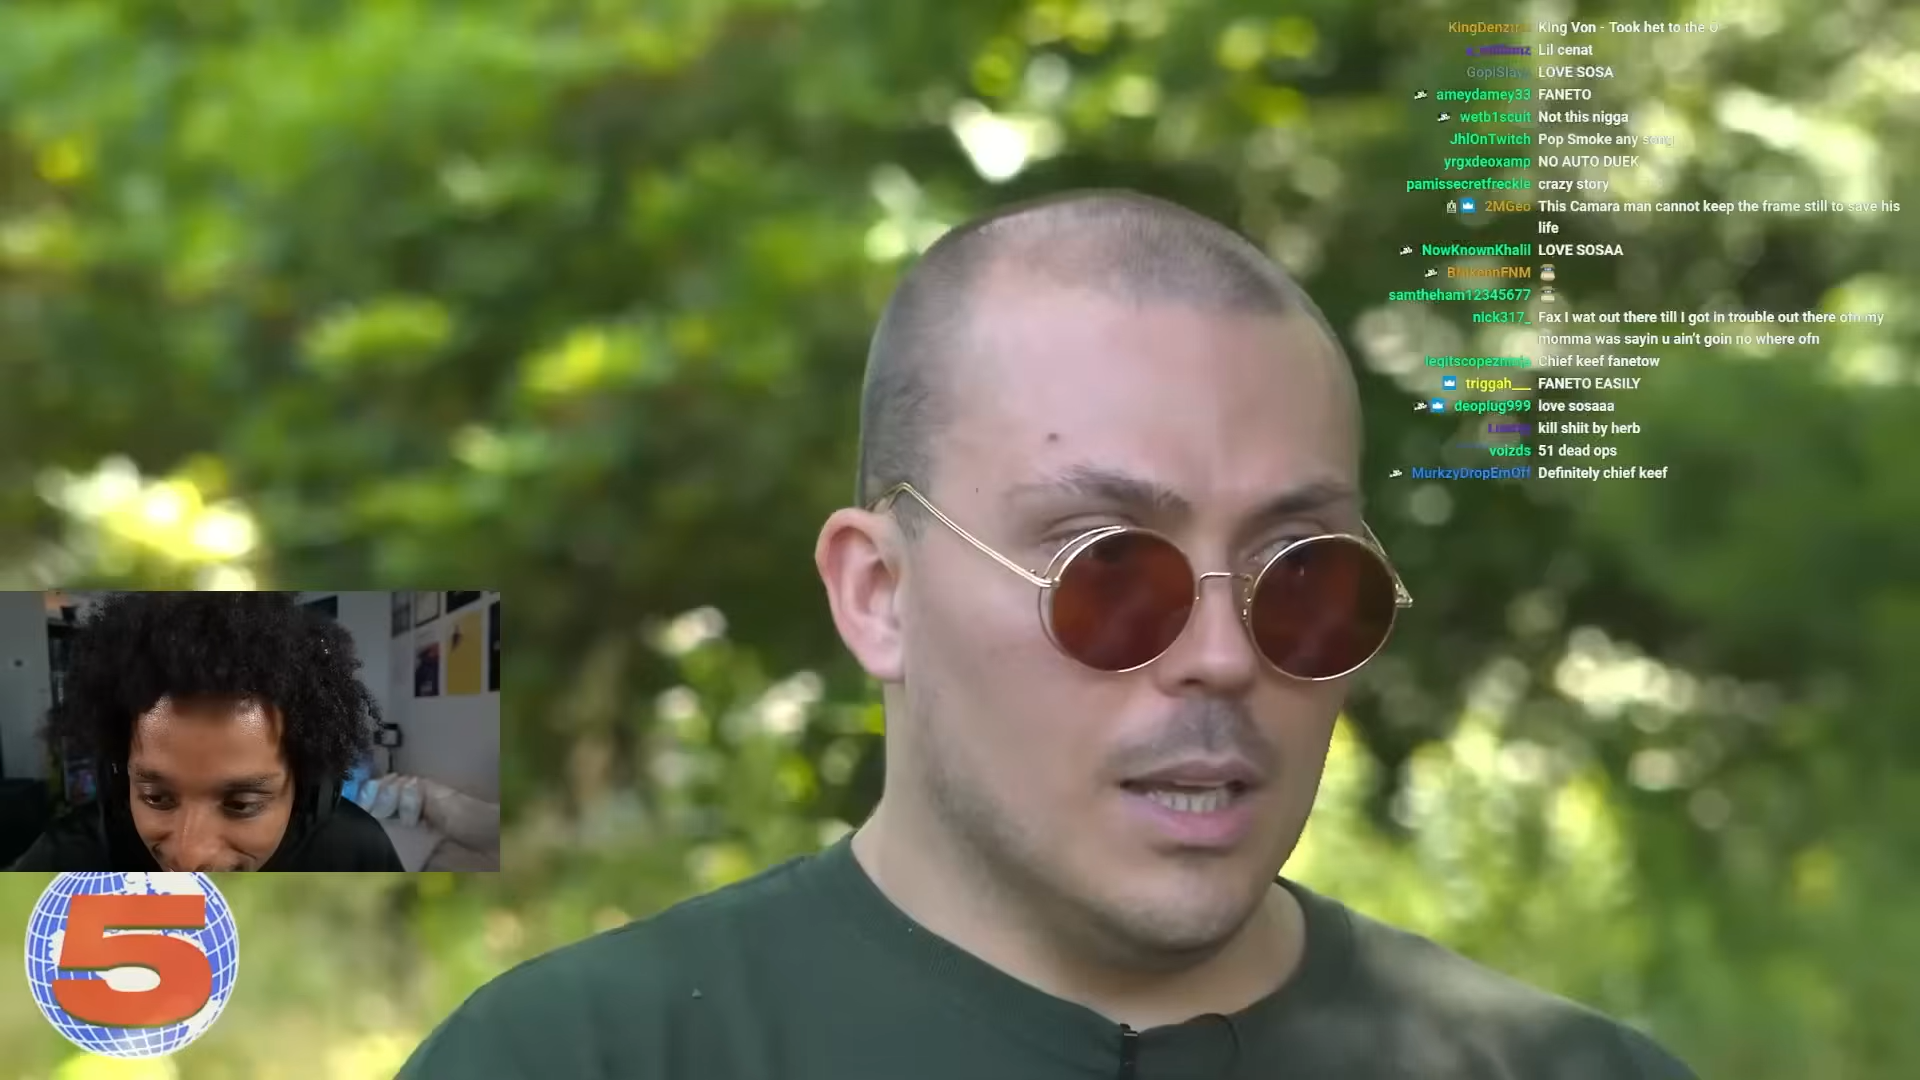 KingDenz King Von - Took het to the O
Lil cenat
GopiSlay LOVE SOSA
ameydamey33 FANETO
wetb1scuit Not this nigga
JhlOnTwitch Pop Smoke any song
yrgxdeoxamp NO AUTO DUEK
pamissecretfreckle crazy story
2MGeo This Camara man cannot keep the frame still to save his
life
NowKnownKhalil LOVE SOSAA
samtheham12345677
nick317_ Fax I wat out there till I got in trouble out there ofn my
momma was sayin u ain't goin no where ofn
Chief keef fanetow
triggah___ FANETO EASILY
deoplug999 love sosaaa
kill shiit by herb
voizds 51 dead ops
MurkzyDropEmOff Definitely chief keef
5